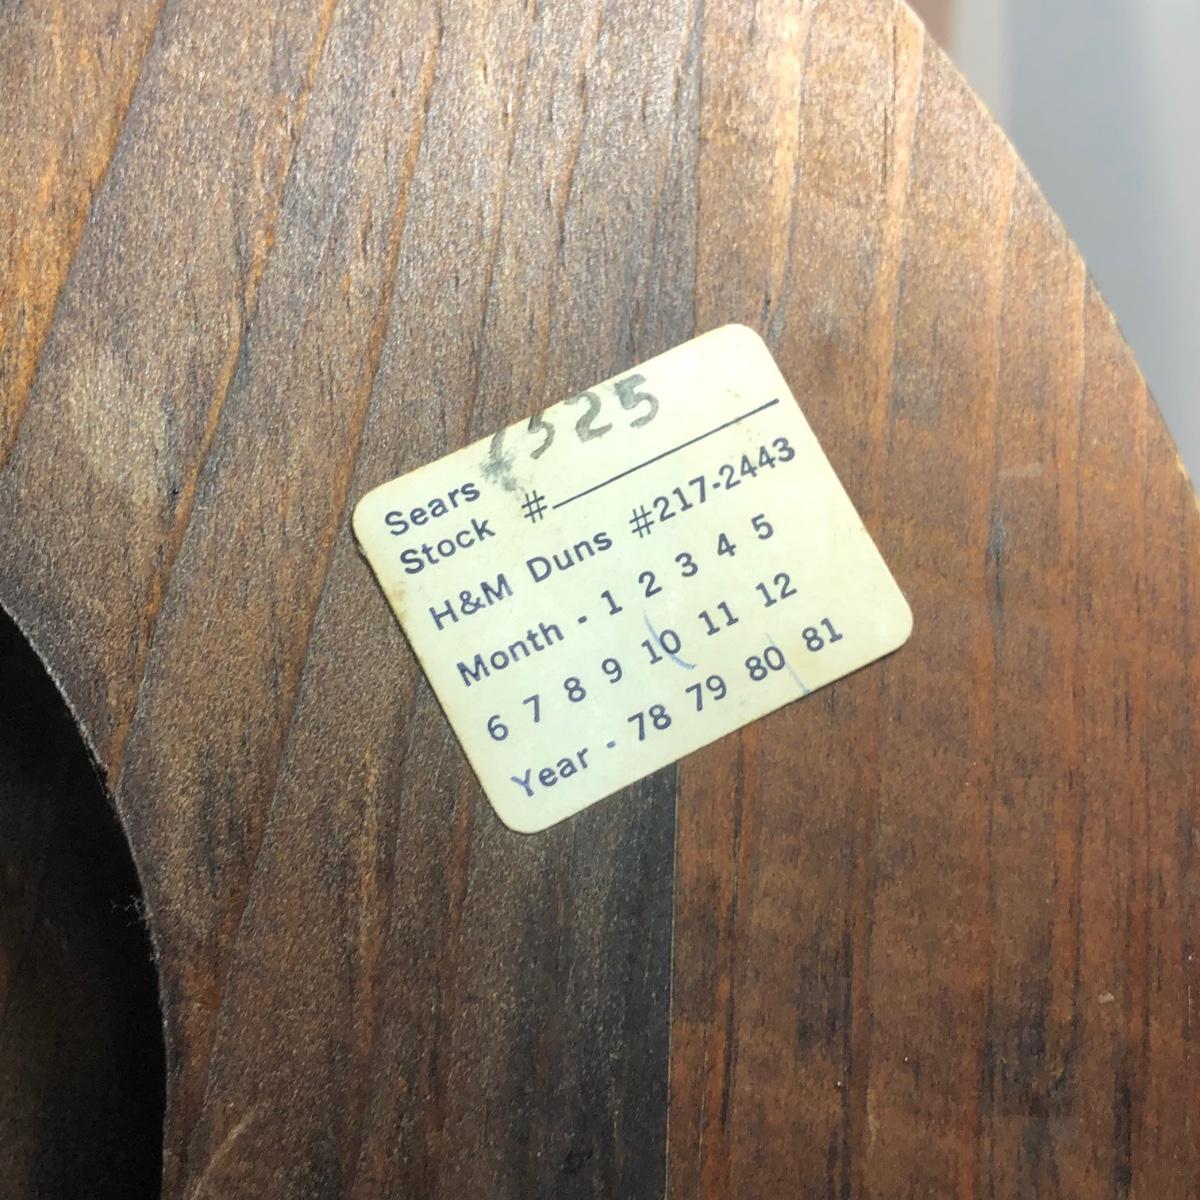 7525
Sears
Stock #
H&M Duns #217-2443
Month - 1 2 3 4 5
6 7 8 9 10 11 12
Year - 78 79 80 81